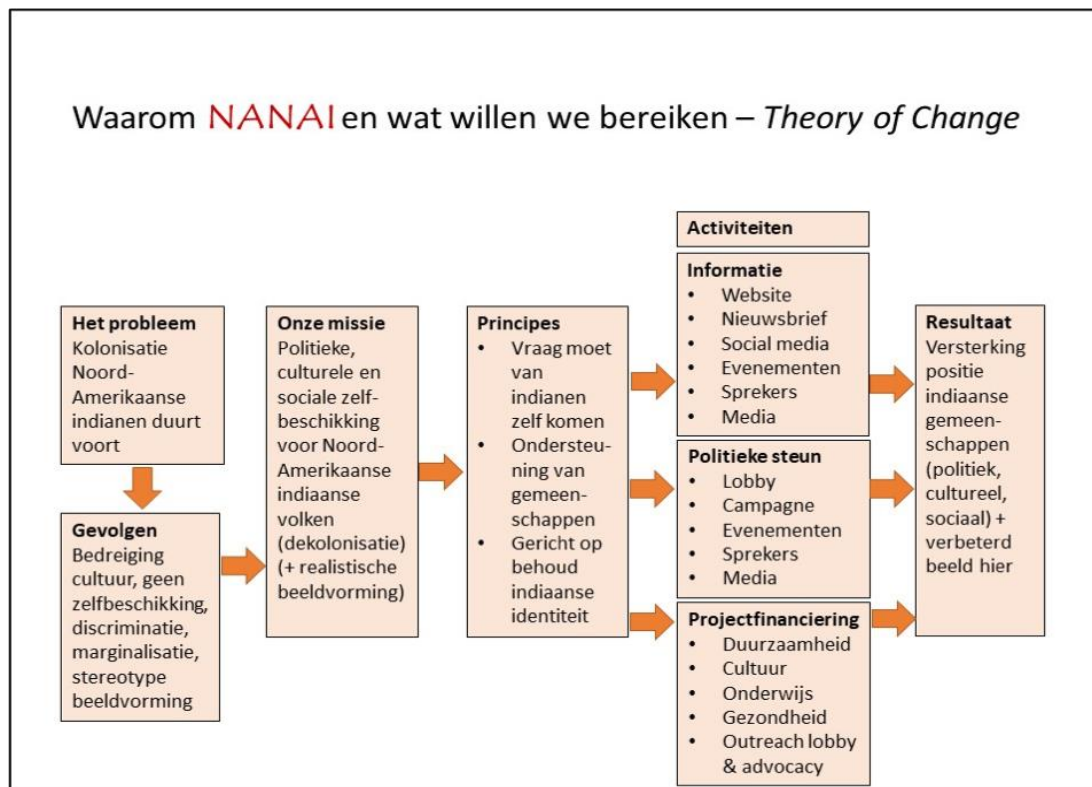 Waarom NANAI en wat willen we bereiken – Theory of Change
Het probleem
Kolonisatie
Noord-
Amerikaanse
indianen duurt
voort
Gevolgen
Bedreiging
cultuur, geen
zelfbeschikking,
discriminatie,
marginalisatie,
stereotype
beeldvorming
Onze missie
Politieke,
culturele en
sociale zelf-
beschikking
voor Noord-
Amerikaanse
indiaanse
volken
(dekolonisatie)
(+ realistische
beeldvorming)
Principes
• Vraag moet
van
indianen
zelf komen
• Ondersteu-
ning van
gemeen-
schappen
• Gericht op
behoud
indiaanse
identiteit
Activiteiten
Informatie
• Website
• Nieuwsbrief
• Social media
• Evenementen
• Sprekers
• Media
Politieke steun
• Lobby
• Campagne
• Evenementen
• Sprekers
• Media
Projectfinanciering
• Duurzaamheid
• Cultuur
• Onderwijs
• Gezondheid
• Outreach lobby
& advocacy
Resultaat
Versterking
positie
indiaanse
gemeen-
schappen
(politiek,
cultureel,
sociaal) +
verbeterd
beeld hier